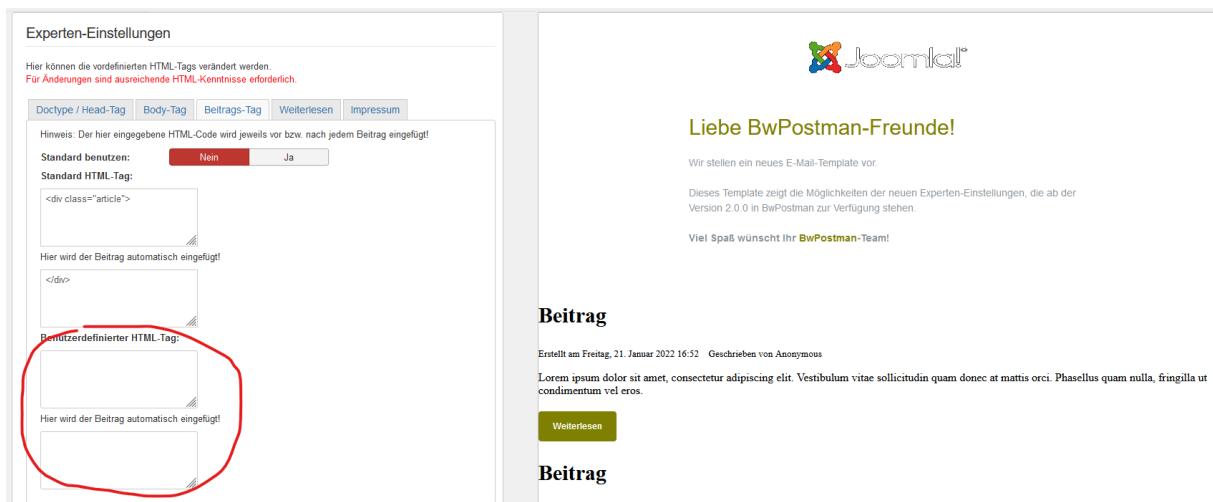 Experten-Einstellungen
Hier können die vordefinierten HTML-Tags verändert werden.
Für Änderungen sind ausreichende HTML-Kenntnisse erforderlich.
Doctype / Head-Tag
Body-Tag
Beitrags-Tag
Weiterlesen
Impressum
Hinweis: Der hier eingegebene HTML-Code wird jeweils vor bzw. nach jedem Beitrag eingefügt!
Standard benutzen:
Nein
Ja
Standard HTML-Tag:
<div class="article">
Hier wird der Beitrag automatisch eingefügt!
</div>
Benutzerdefinierter HTML-Tag:
Hier wird der Beitrag automatisch eingefügt!
Joomla!®
Liebe BwPostman-Freunde!
Wir stellen ein neues E-Mail-Template vor.
Dieses Template zeigt die Möglichkeiten der neuen Experten-Einstellungen, die ab der
Version 2.0.0 in BwPostman zur Verfügung stehen.
Viel Spaß wünscht Ihr BwPostman-Team!
Beitrag
Erstellt am Freitag, 21. Januar 2022 16:52 Geschrieben von Anonymous
Lorem ipsum dolor sit amet, consectetur adipiscing elit. Vestibulum vitae sollicitudin quam donec at mattis orci. Phasellus quam nulla, fringilla ut
condimentum vel eros.
Weiterlesen
Beitrag